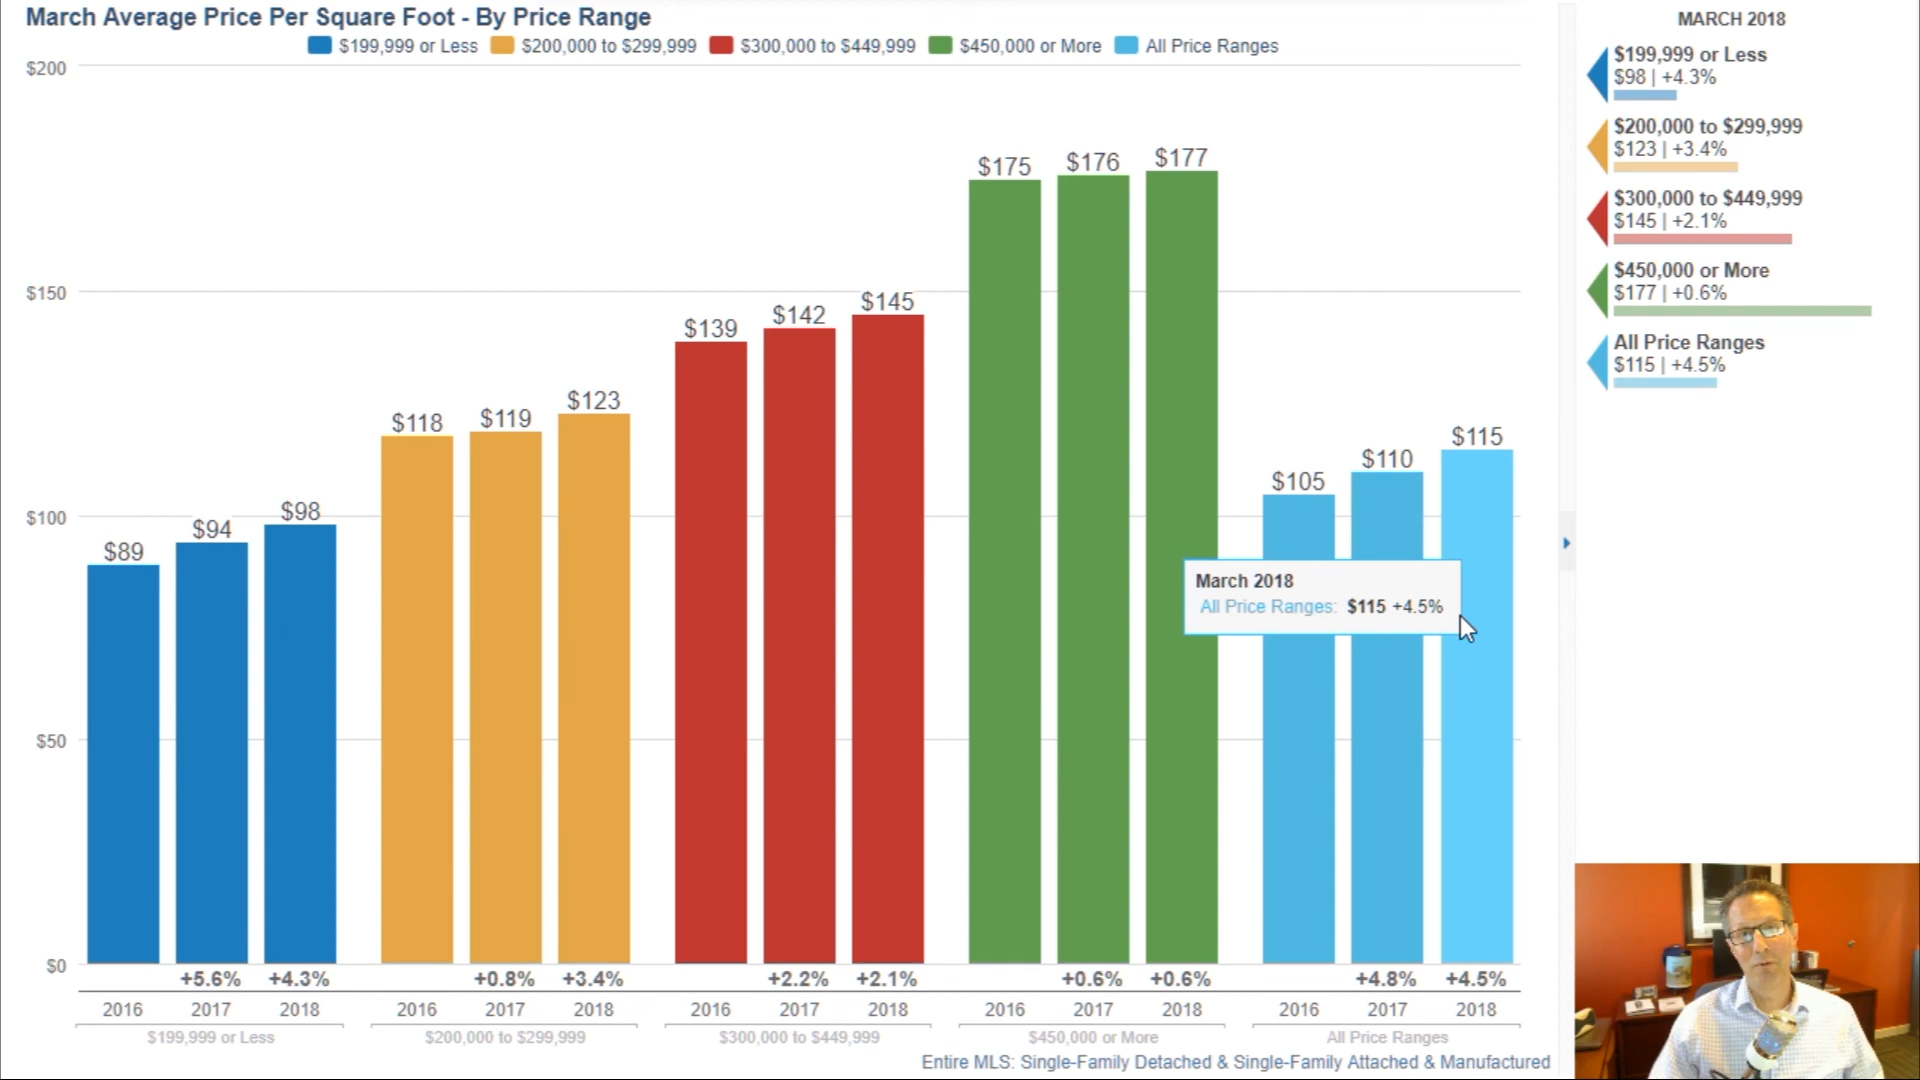 March Average Price Per Square Foot - By Price Range
$199,999 or Less $200,000 to $299,999 $300,000 to $449,999 $450,000 or More All Price Ranges
$200
$150
$100
$50
$0
$89 $94 $98
$118 $119 $123
$139 $142 $145
$175 $176 $177
$105 $110 $115
March 2018
All Price Ranges: $115 +4.5%
+5.6% +4.3% +0.8% +3.4% +2.2% +2.1% +0.6% +0.6% +4.8% +4.5%
2016 2017 2018 2016 2017 2018 2016 2017 2018 2016 2017 2018 2016 2017 2018
$199,999 or Less $200,000 to $299,999 $300,000 to $449,999 $450,000 or More All Price Ranges
Entire MLS: Single-Family Detached & Single-Family Attached & Manufactured
MARCH 2018
$199,999 or Less
$98 | +4.3%
$200,000 to $299,999
$123 | +3.4%
$300,000 to $449,999
$145 | +2.1%
$450,000 or More
$177 | +0.6%
All Price Ranges
$115 | +4.5%